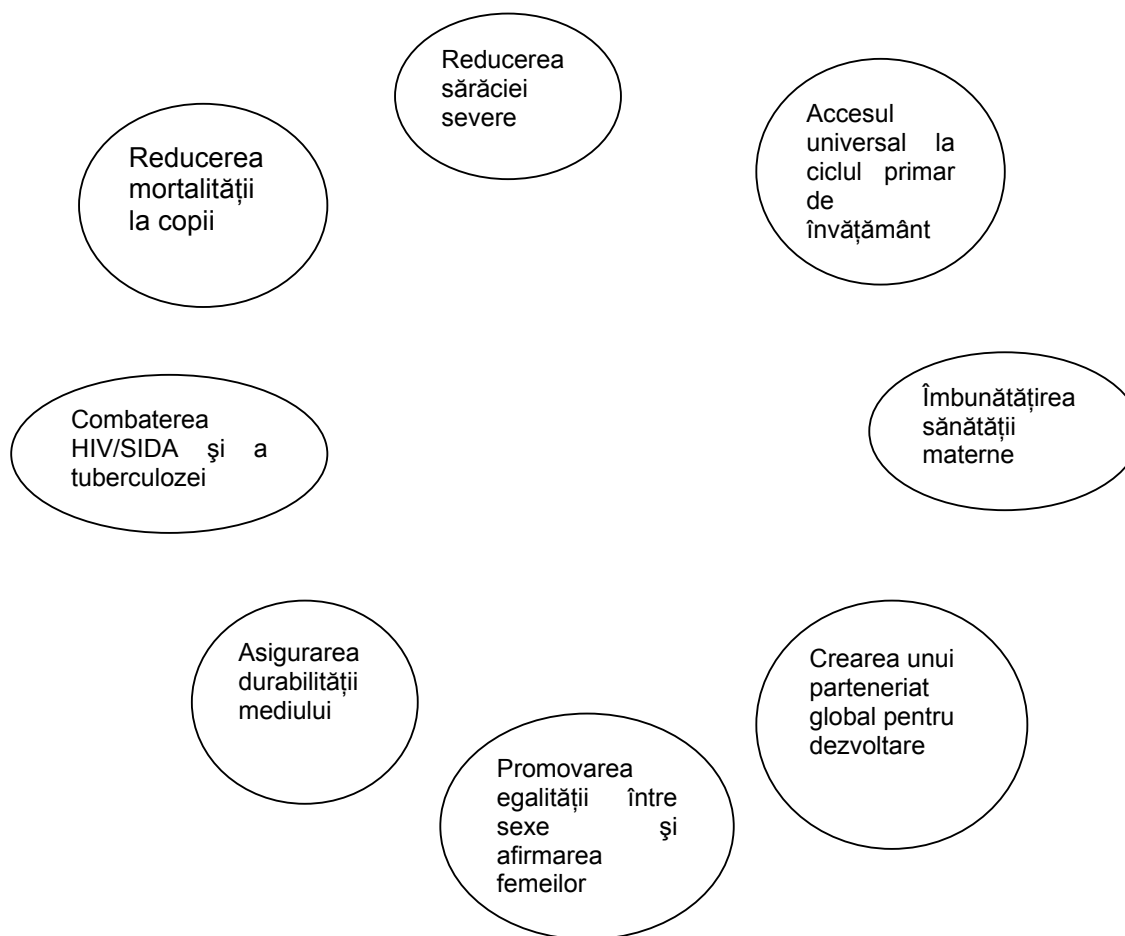 Reducerea
sărăciei
severe
Accesul
universal la
ciclul primar
de
învățământ
Reducerea
mortalității
la copii
Îmbunătățirea
sănătății
materne
Combaterea
HIV/SIDA şi a
tuberculozei
Asigurarea
durabilității
mediului
Crearea unui
parteneriat
global pentru
dezvoltare
Promovarea
egalității între
sexe şi
afirmarea
femeilor